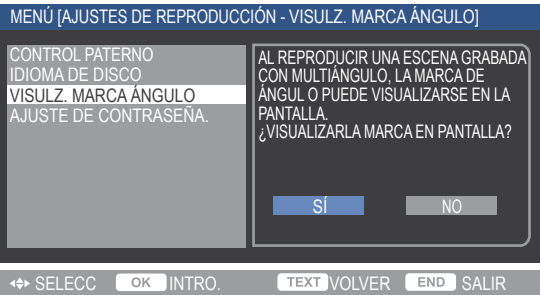 MENÚ [AJUSTES DE REPRODUCCIÓN - VISULZ. MARCA ÁNGULO]
CONTROL PATERNO
IDIOMA DE DISCO
VISULZ. MARCA ÁNGULO
AJUSTE DE CONTRASEÑA.
AL REPRODUCIR UNA ESCENA GRABADA
CON MULTIÁNGULO, LA MARCA DE
ÁNGUL O PUEDE VISUALIZARSE EN LA
PANTALLA.
¿VISUALIZARLA MARCA EN PANTALLA?
SÍ NO
SELECC OK INTRO. TEXT VOLVER END SALIR